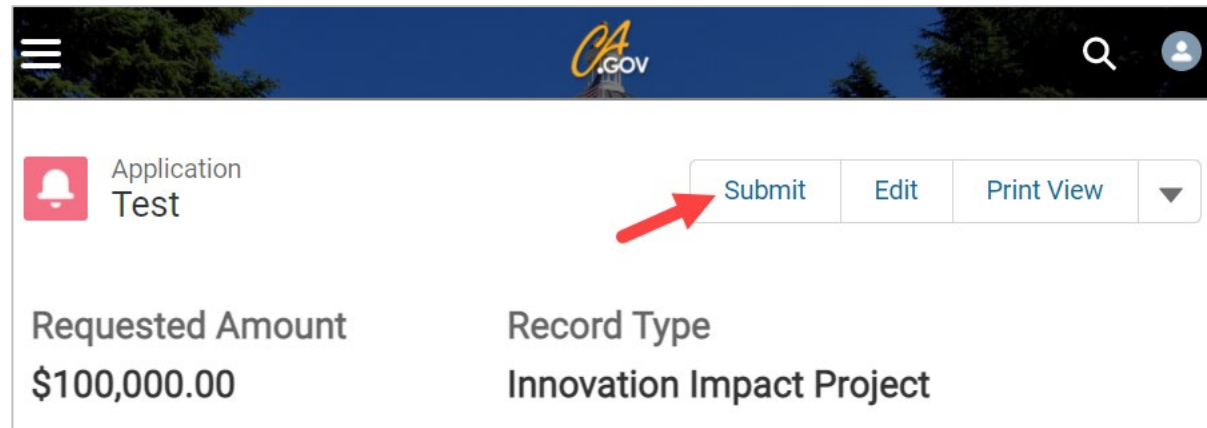 CA
.GOV
Application
Test
Submit Edit Print View
Requested Amount Record Type
$100,000.00 Innovation Impact Project